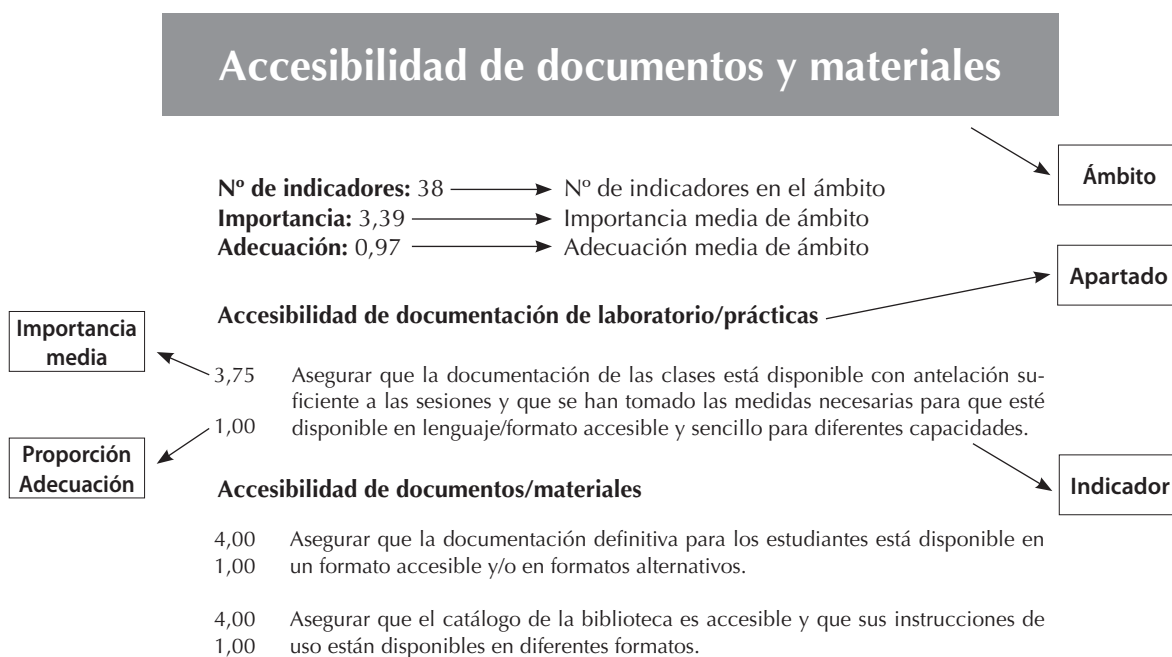 Accesibilidad de documentos y materiales
Ámbito
Nº de indicadores: 38 Nº de indicadores en el ámbito
Importancia: 3,39 Importancia media de ámbito
Adecuación: 0,97 Adecuación media de ámbito
Apartado
Accesibilidad de documentación de laboratorio/prácticas
Importancia
media
3,75 Asegurar que la documentación de las clases está disponible con antelación su-
ficiente a las sesiones y que se han tomado las medidas necesarias para que esté
1,00 disponible en lenguaje/formato accesible y sencillo para diferentes capacidades.
Proporción
Adecuación
Indicador
Accesibilidad de documentos/materiales
4,00 Asegurar que la documentación definitiva para los estudiantes está disponible en
1,00 un formato accesible y/o en formatos alternativos.
4,00 Asegurar que el catálogo de la biblioteca es accesible y que sus instrucciones de
1,00 uso están disponibles en diferentes formatos.